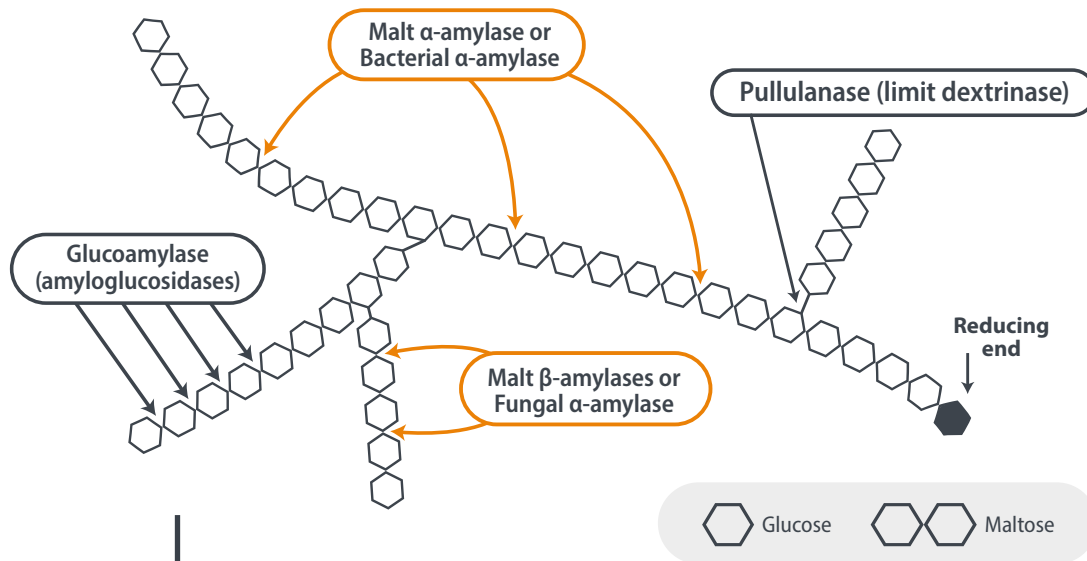 Malt α-amylase or
Bacterial α-amylase
Pullulanase (limit dextrinase)
Glucoamylase
(amyloglucosidases)
Reducing
end
Malt β-amylases or
Fungal α-amylase
Glucose
Maltose